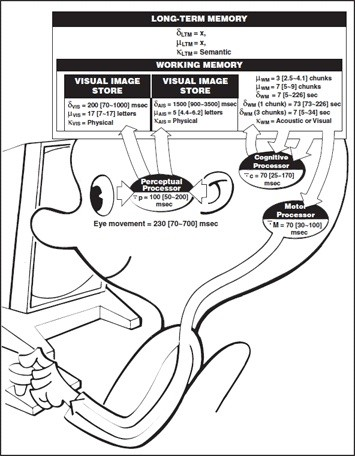 LONG-TERM MEMORY
δLTM = x,
μLTM = x,
κLTM = Semantic
WORKING MEMORY
VISUAL IMAGE
STORE
δVIS = 200 [70~1000] msec
μVIS = 17 [7~17] letters
κVIS = Physical
VISUAL IMAGE
STORE
δAIS = 1500 [900~3500] msec
μAIS = 5 [4.4~6.2] letters
κAIS = Physical
μWM = 3 [2.5~4.1] chunks
μWM = 7 [5~9] chunks
δWM = 7 [5~226] sec
δWM (1 chunk) = 73 [73~226] sec
δWM (3 chunks) = 7 [5~34] sec
κWM = Acoustic or Visual
Cognitive
Processor
τc = 70 [25~170]
msec
Perceptual
Processor
τp = 100 [50~200]
msec
Motor
Processor
τM = 70 [30~100]
msec
Eye movement = 230 [70~700] msec